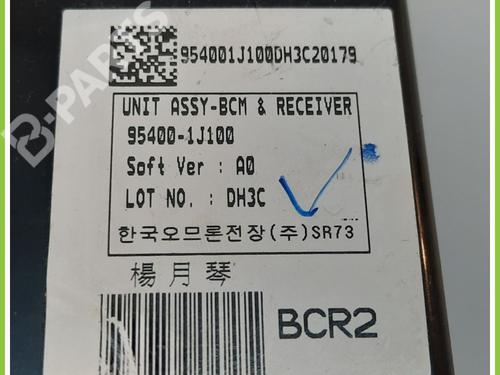 954001J100DH3C20179
UNIT ASSY-BCM & RECEIVER
95400-1J100
Soft Ver : A0
LOT NO. : DH3C
한국오므론전장(주)SR73
楊月琴
BCR2
B-PARTS